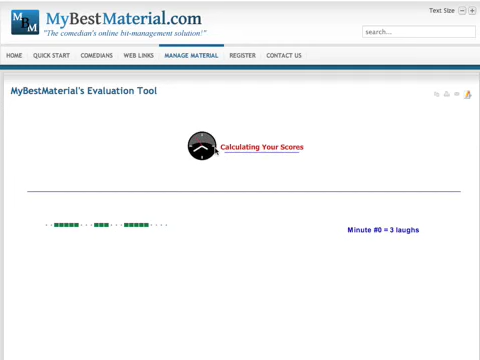 MBM
MyBestMaterial.com
"The comedian's online bit-management solution!"
Text Size
search...
HOME QUICK START COMEDIANS WEB LINKS MANAGE MATERIAL REGISTER CONTACT US
MyBestMaterial's Evaluation Tool
Calculating Your Scores
Minute #0 = 3 laughs